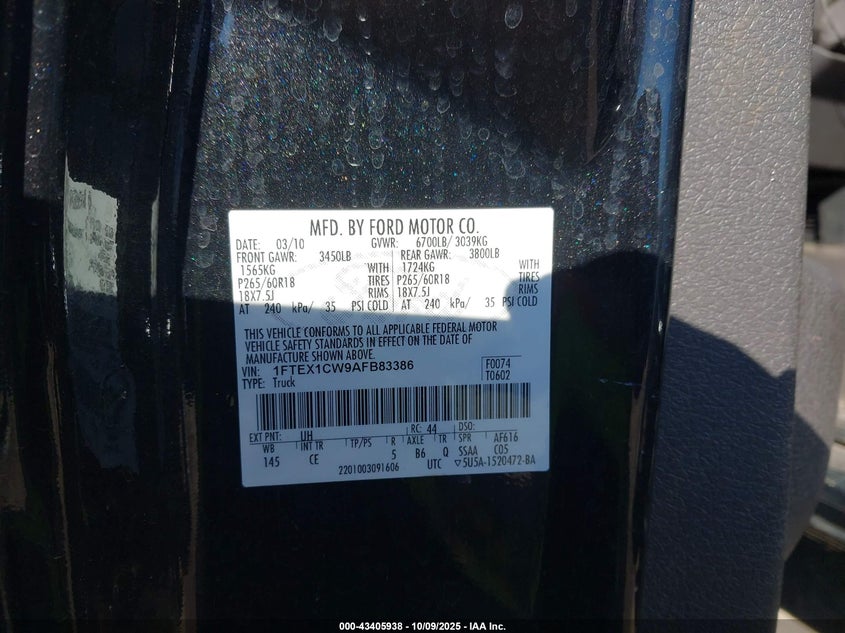 MFD. BY FORD MOTOR CO.
DATE: 03/10 GVWR: 6700LB/ 3039KG
FRONT GAWR: 3450LB REAR GAWR: 3800LB
1565KG WITH 1724KG WITH
P265/60R18 TIRES P265/60R18 TIRES
18X7.5J RIMS 18X7.5J RIMS
AT 240 kPa/ 35 PSI COLD AT 240 kPa/ 35 PSI COLD
THIS VEHICLE CONFORMS TO ALL APPLICABLE FEDERAL MOTOR
VEHICLE SAFETY STANDARDS IN EFFECT ON THE DATE OF
MANUFACTURE SHOWN ABOVE.
VIN: 1FTEX1CW9AFB83386 F0074
TYPE: Truck T0602
EXT PNT: UH RC: 44 DSO:
WB INT TR TP/PS R AXLE TR SPR AF616
145 CE 5 B6 Q SSAA C05
2201003091606 UTC ▽5U5A-1520472-BA
000-43405938 - 10/09/2025 - IAA Inc.